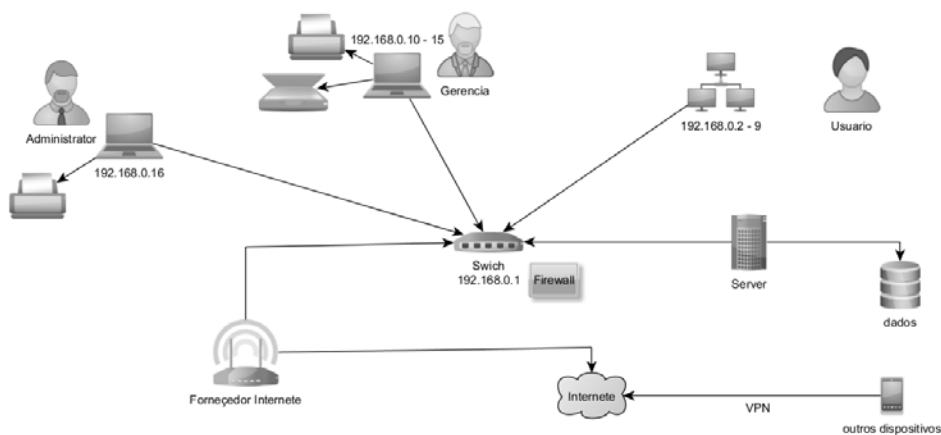 192.168.0.10 - 15
Gerencia
Administrator
192.168.0.16
192.168.0.2 - 9
Usuario
Swich
192.168.0.1
Firewall
Server
dados
Forneçedor Internete
Internete
VPN
outros dispositivos